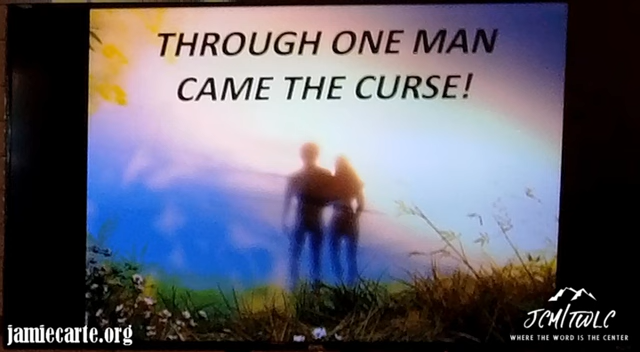 THROUGH ONE MAN
CAME THE CURSE!
jamiecarte.org
JCM/TWLC
WHERE THE WORD IS THE CENTER